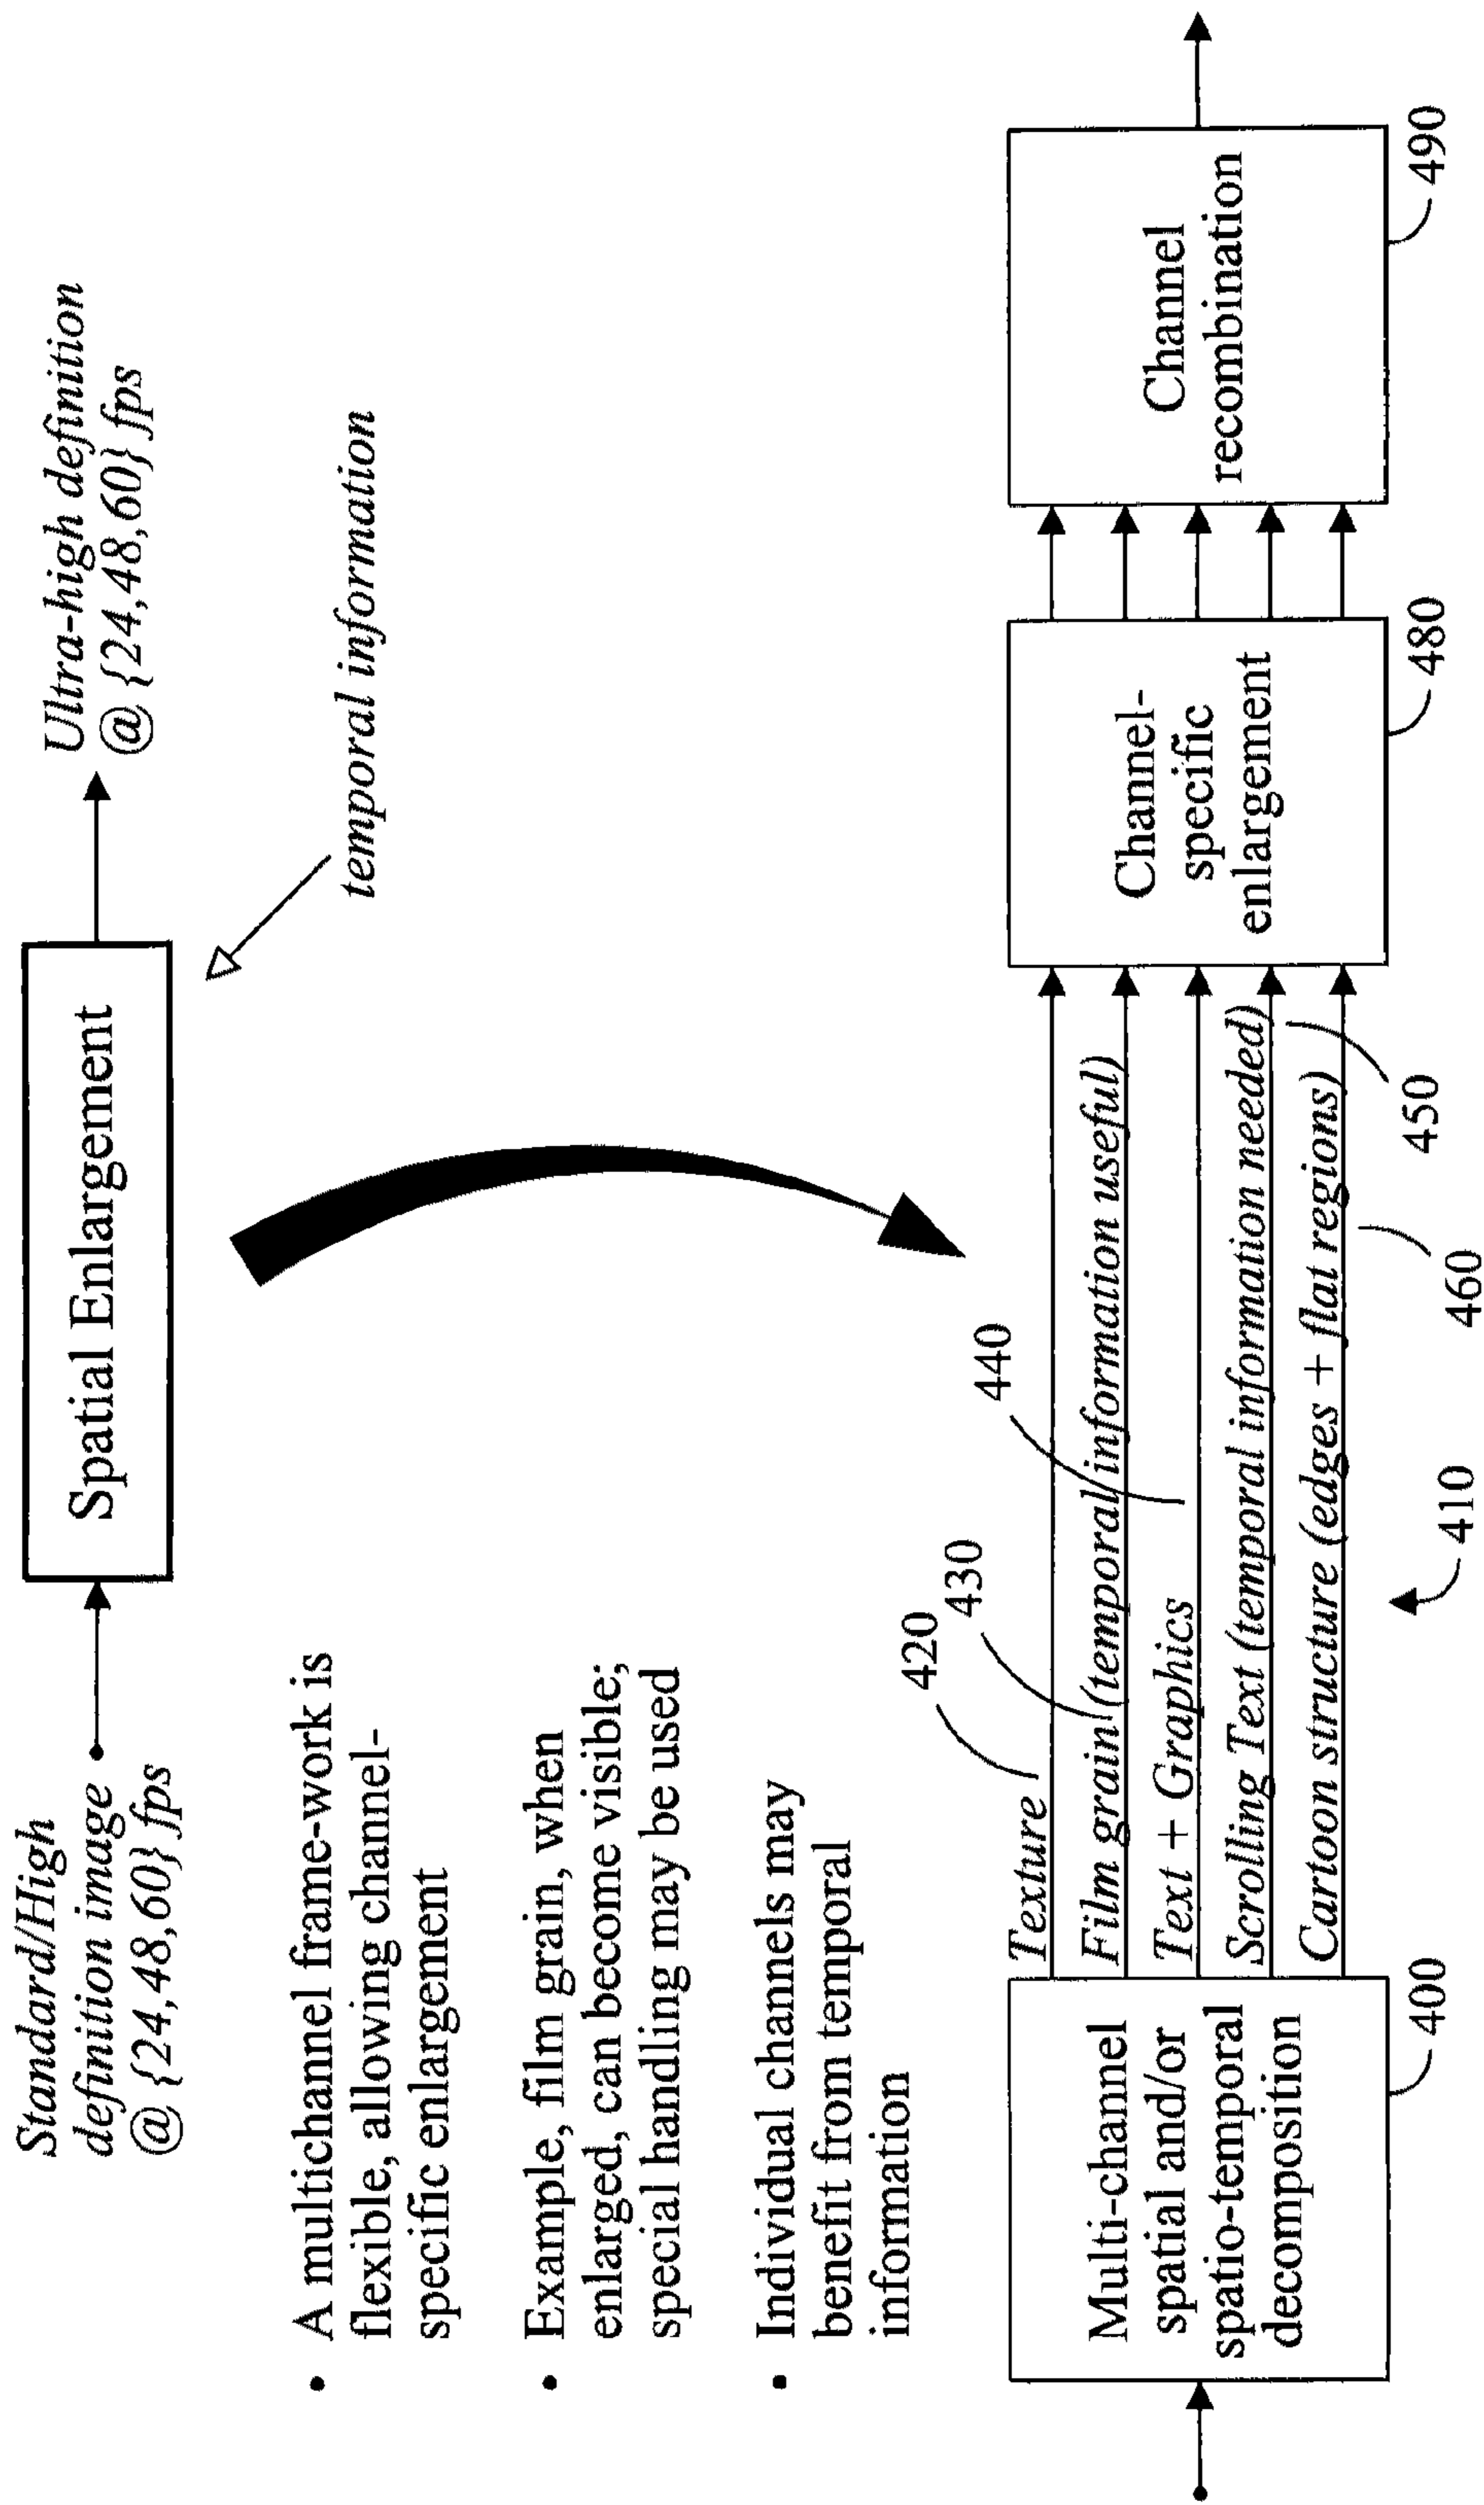 Standard/High
definition image
@ {24,48,60} fps
Spatial Enlargement
Ultra-high definition
@ {24,48,60} fps
temporal information
• A multichannel frame-work is
flexible, allowing channel-
specific enlargement
• Example, film grain, when
enlarged, can become visible;
special handling may be used
• Individual channels may
benefit from temporal
information
420
430
440
Multi-channel
spatial and/or
spatio-temporal
decomposition
400
Texture
Film grain (temporal information useful)
Text + Graphics
Scrolling Text (temporal information needed)
Cartoon structure (edges + flat regions)
410
460
450
Channel-
specific
enlargement
480
Channel
recombination
490